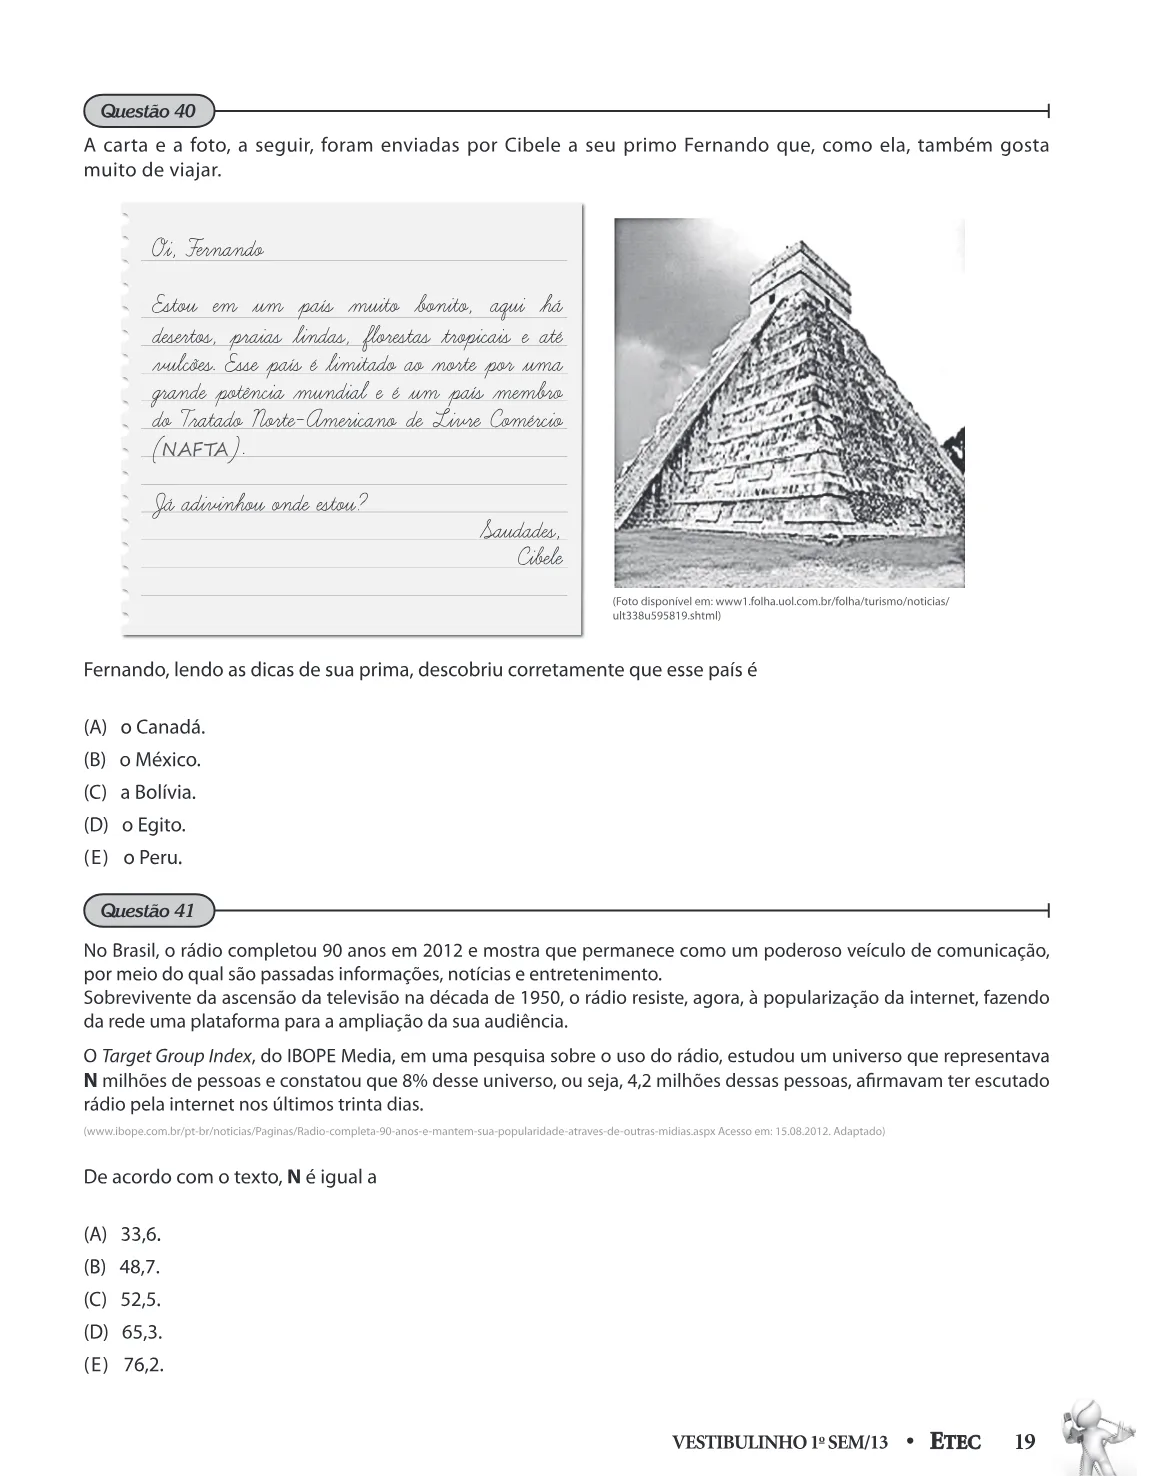 Questão 40
A carta e a foto, a seguir, foram enviadas por Cibele a seu primo Fernando que, como ela, também gosta
muito de viajar.
Oi, Fernando
Estou em um país muito bonito, aqui há
desertos, praias lindas, florestas tropicais e até
vulcões. Esse país é limitado ao norte por uma
grande potência mundial e é um país membro
do Tratado Norte-Americano de Livre Comércio
(NAFTA).
Já adivinhou onde estou?
Saudades,
Cibele
(Foto disponível em: www1.folha.uol.com.br/folha/turismo/noticias/
ult338u595819.shtml)
Fernando, lendo as dicas de sua prima, descobriu corretamente que esse país é
(A) o Canadá.
(B) o México.
(C) a Bolívia.
(D) o Egito.
(E) o Peru.
Questão 41
No Brasil, o rádio completou 90 anos em 2012 e mostra que permanece como um poderoso veículo de comunicação,
por meio do qual são passadas informações, notícias e entretenimento.
Sobrevivente da ascensão da televisão na década de 1950, o rádio resiste, agora, à popularização da internet, fazendo
da rede uma plataforma para a ampliação da sua audiência.
O Target Group Index, do IBOPE Media, em uma pesquisa sobre o uso do rádio, estudou um universo que representava
N milhões de pessoas e constatou que 8% desse universo, ou seja, 4,2 milhões dessas pessoas, afirmavam ter escutado
rádio pela internet nos últimos trinta dias.
(www.ibope.com.br/pt-br/noticias/Paginas/Radio-completa-90-anos-e-mantem-sua-popularidade-atraves-de-outras-midias.aspx Acesso em: 15.08.2012. Adaptado)
De acordo com o texto, N é igual a
(A) 33,6.
(B) 48,7.
(C) 52,5.
(D) 65,3.
(E) 76,2.
VESTIBULINHO 1º SEM/13 • ETEC 19